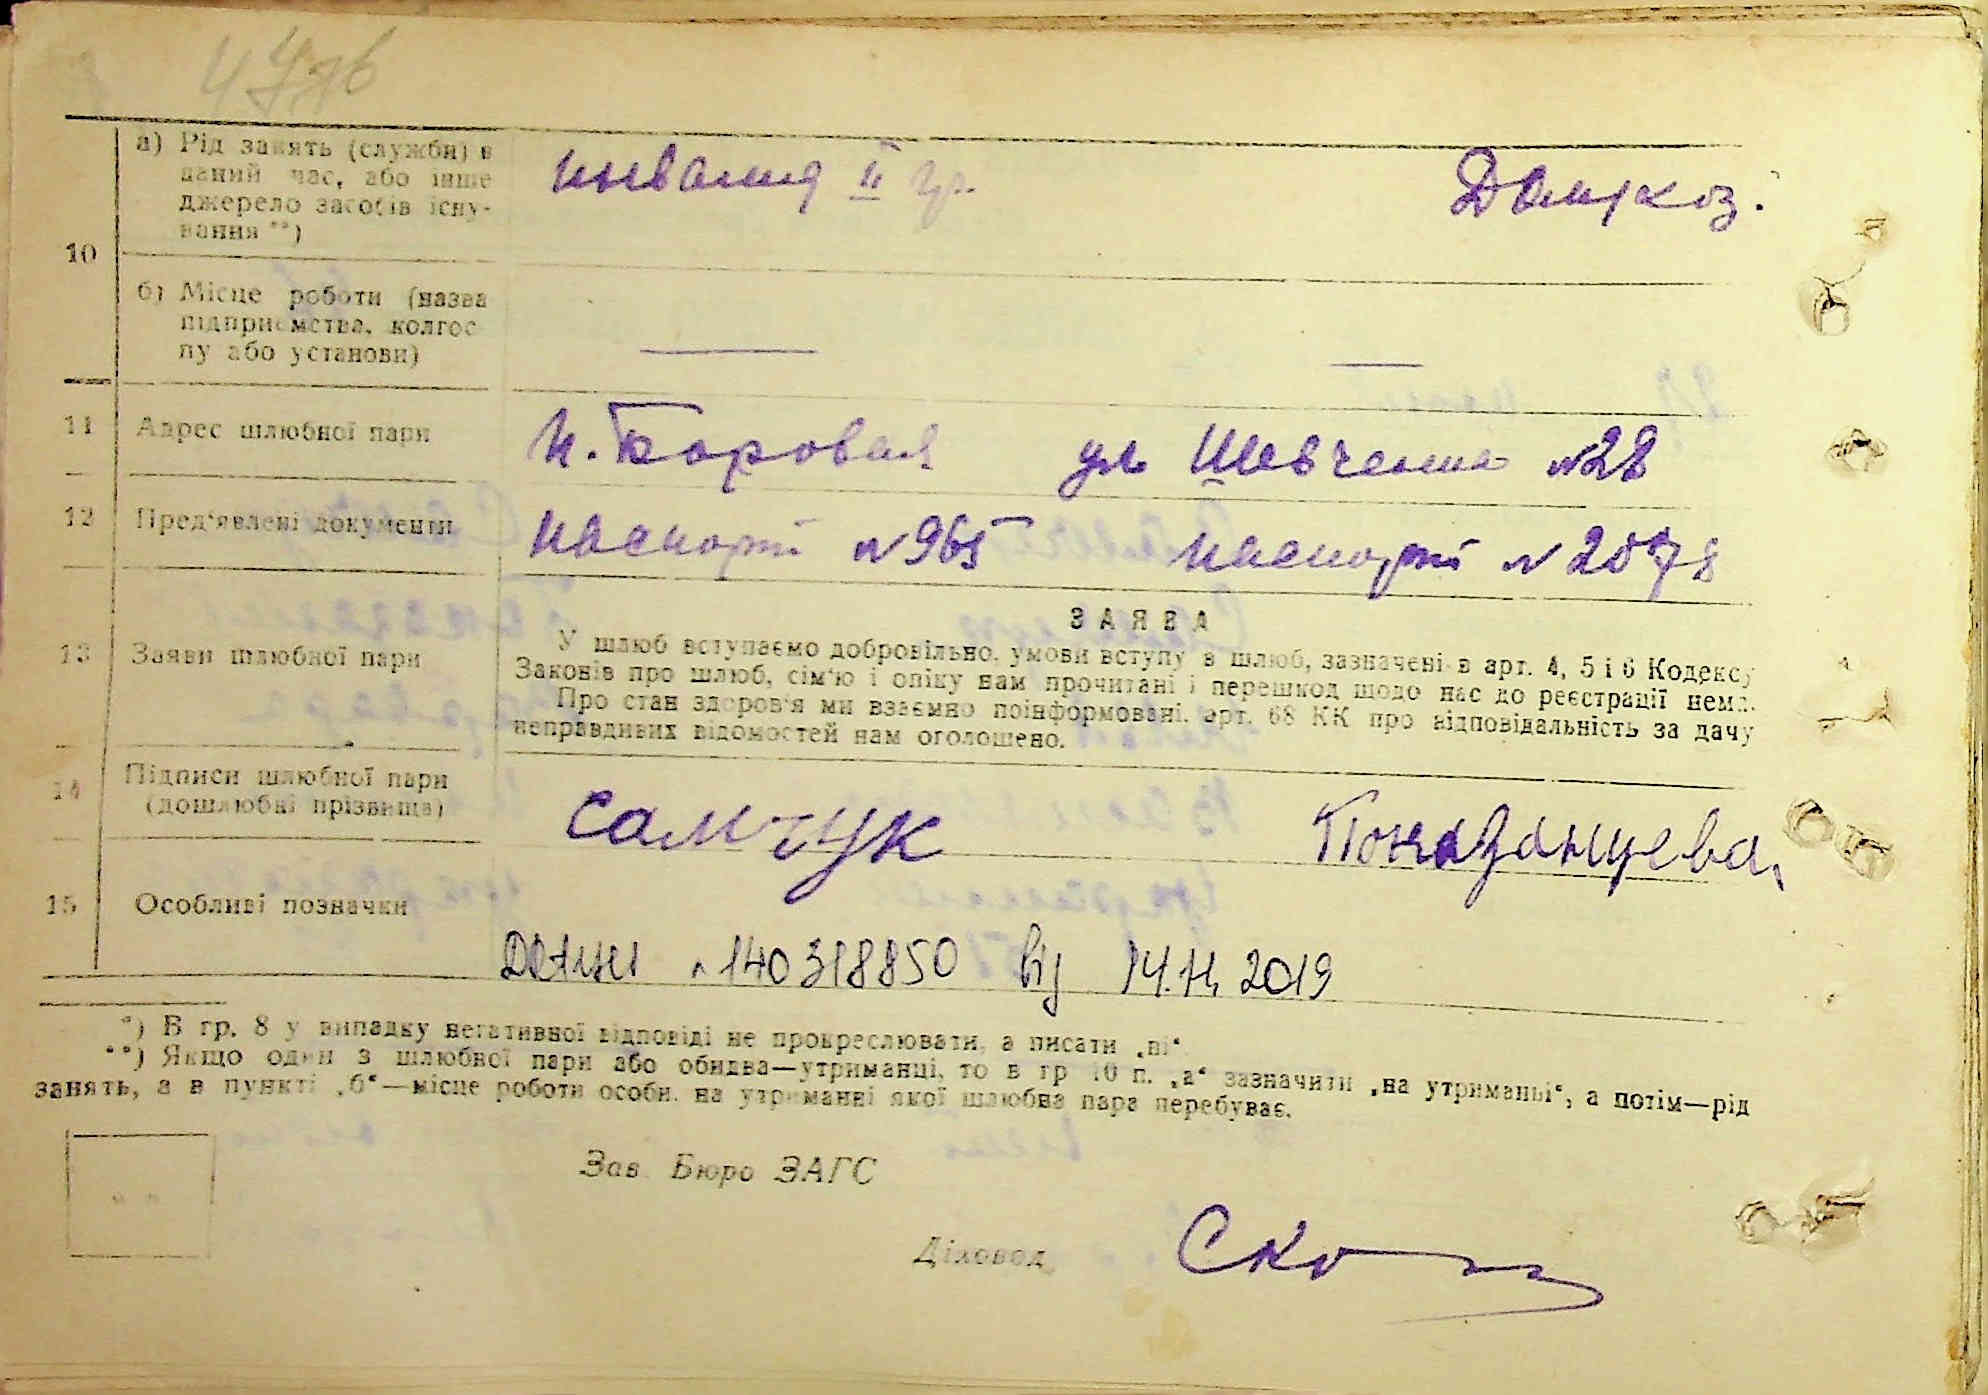 а) Рід занять (служби) в
даний час, або інше
джерело засобів існу-
вання **)
инвалид II гр.
Домхоз.
10
б) Місце роботи (назва
підприємства, колгос
пу або установи)
11 Адрес шлюбної пари п. Боровая ул Шевченко №28
12 Пред'явлені документи паспорт №965 паспорт №2078
ЗАЯВА
13 Заяви шлюбної пари
У шлюб вступаємо добровільно, умови вступу в шлюб, зазначені в арт. 4, 5 і 6 Кодексу
Законів про шлюб, сім'ю і опіку нам прочитані і перешкод щодо нас до реєстрації нема.
Про стан здоров'я ми взаємно поінформовані, арт. 68 КК про відповідальність за дачу
неправдивих відомостей нам оголошено.
14 Підписи шлюбної пари
(дошлюбні прізвища)
Самчук
15 Особливі позначки
140318850 від 14.11.2019
*) В гр. 8 у випадку негативної відповіді не прокреслювати, а писати „ні“
**) Якщо один з шлюбної пари або обидва—утриманці, то в гр 10 п. „а“ зазначити „на утриманьі“, а потім—рід
занять, а в пункті „б“—місце роботи особи, на утриманні якої шлюбна пара перебуває.
Зав. Бюро ЗАГС
Діловод